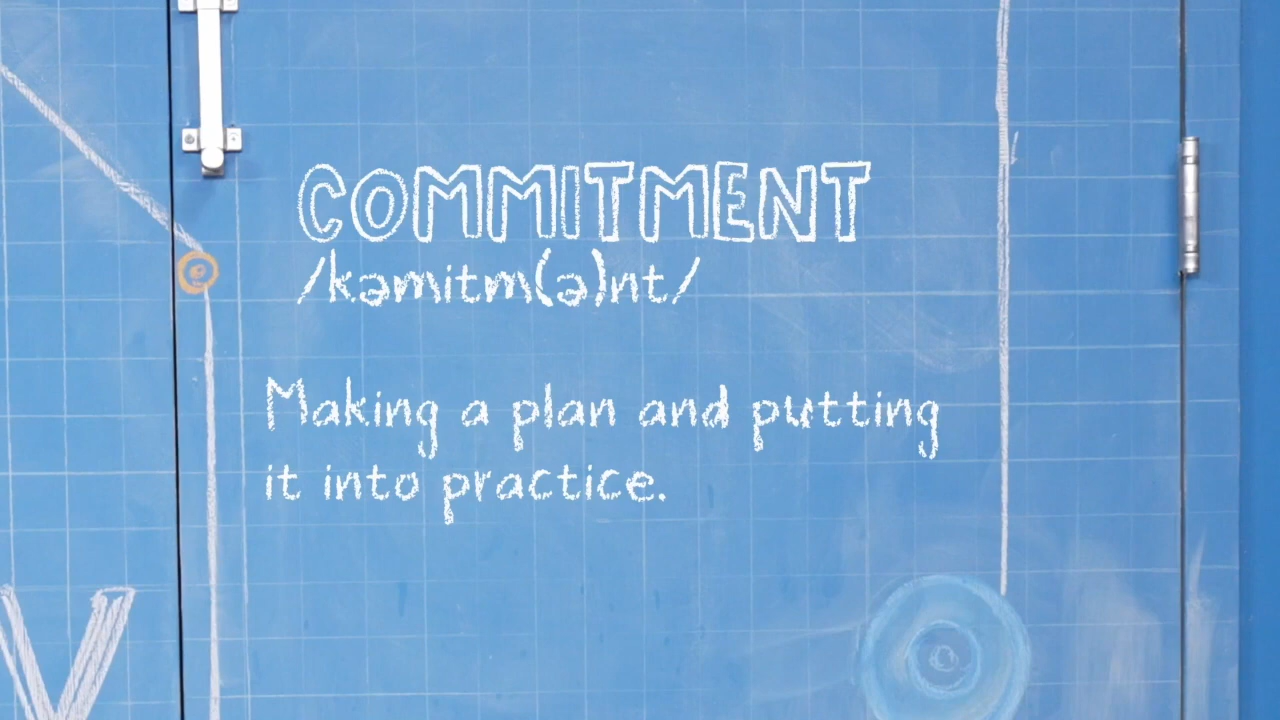 COMMITMENT
/kəmitm(ə)nt/
Making a plan and putting
it into practice.
V